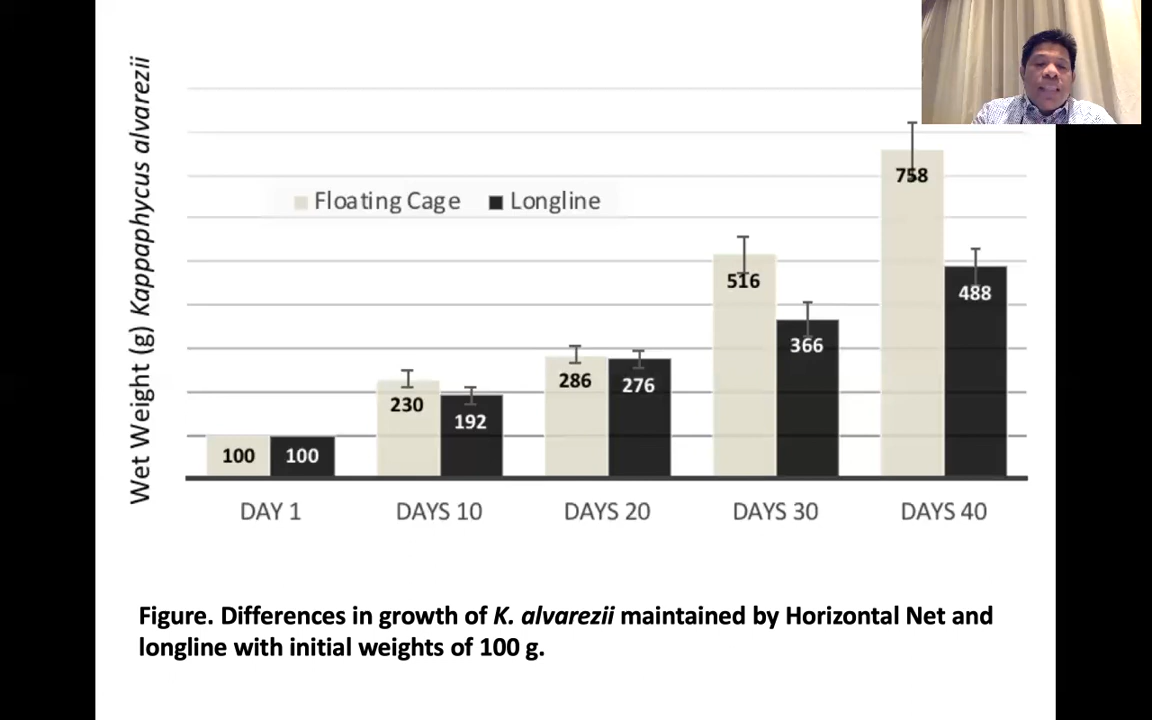 Wet Weight (g) Kappaphycus alvarezii
Floating Cage Longline
100 100 230 192 286 276 516 366 758 488
DAY 1 DAYS 10 DAYS 20 DAYS 30 DAYS 40
Figure. Differences in growth of K. alvarezii maintained by Horizontal Net and
longline with initial weights of 100 g.